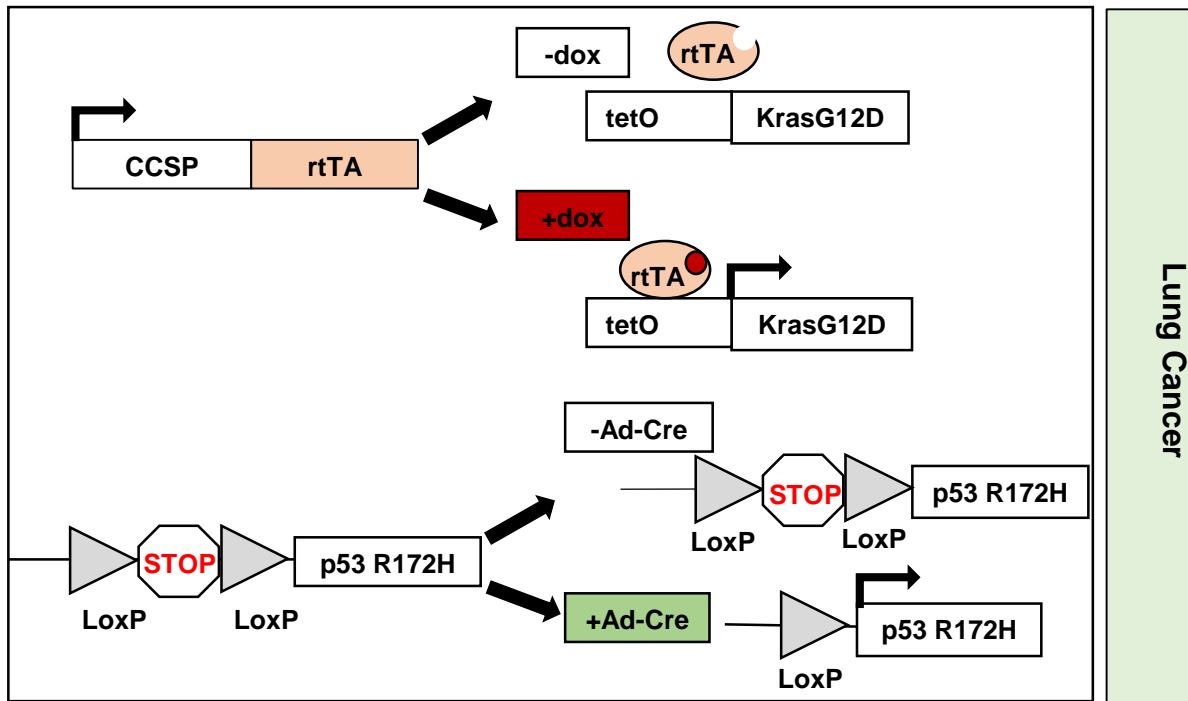 -dox
rtTA
tetO
KrasG12D
CCSP
rtTA
+dox
rtTA
tetO
KrasG12D
-Ad-Cre
STOP
p53 R172H
LoxP
LoxP
STOP
p53 R172H
LoxP
LoxP
+Ad-Cre
p53 R172H
LoxP
Lung Cancer